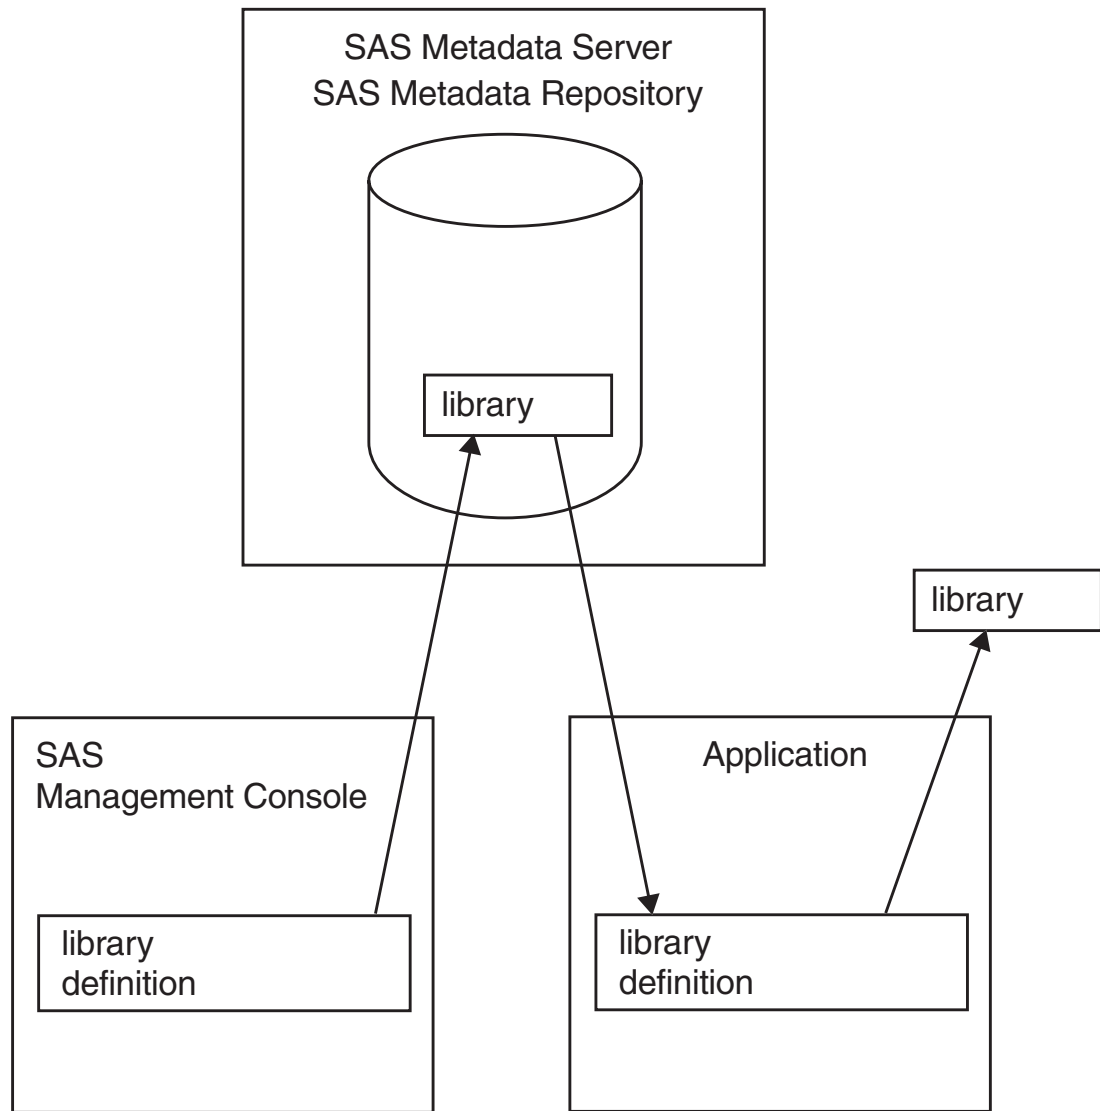 SAS Metadata Server
SAS Metadata Repository
library
library
SAS
Management Console
library
definition
Application
library
definition